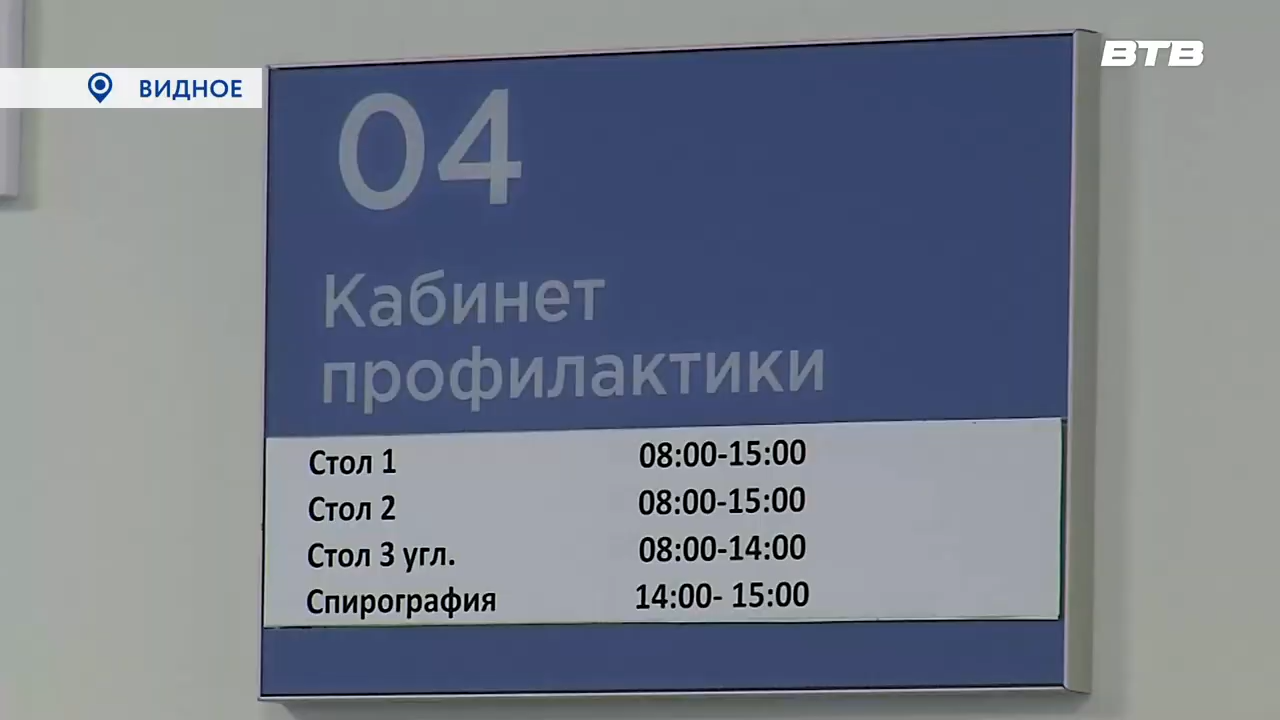 ВИДНОЕ
ВТВ
04
Кабинет
профилактики
Стол 1 08:00-15:00
Стол 2 08:00-15:00
Стол 3 угл. 08:00-14:00
Спирография 14:00- 15:00